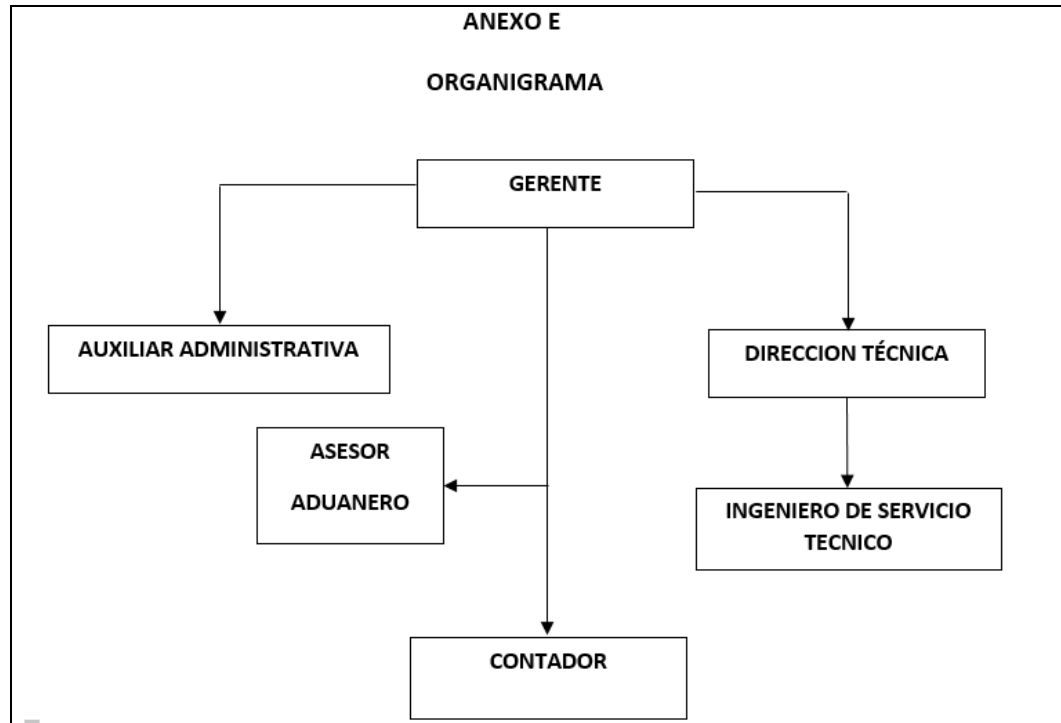 ANEXO E
ORGANIGRAMA
GERENTE
AUXILIAR ADMINISTRATIVA
DIRECCION TÉCNICA
ASESOR
ADUANERO
INGENIERO DE SERVICIO
TECNICO
CONTADOR